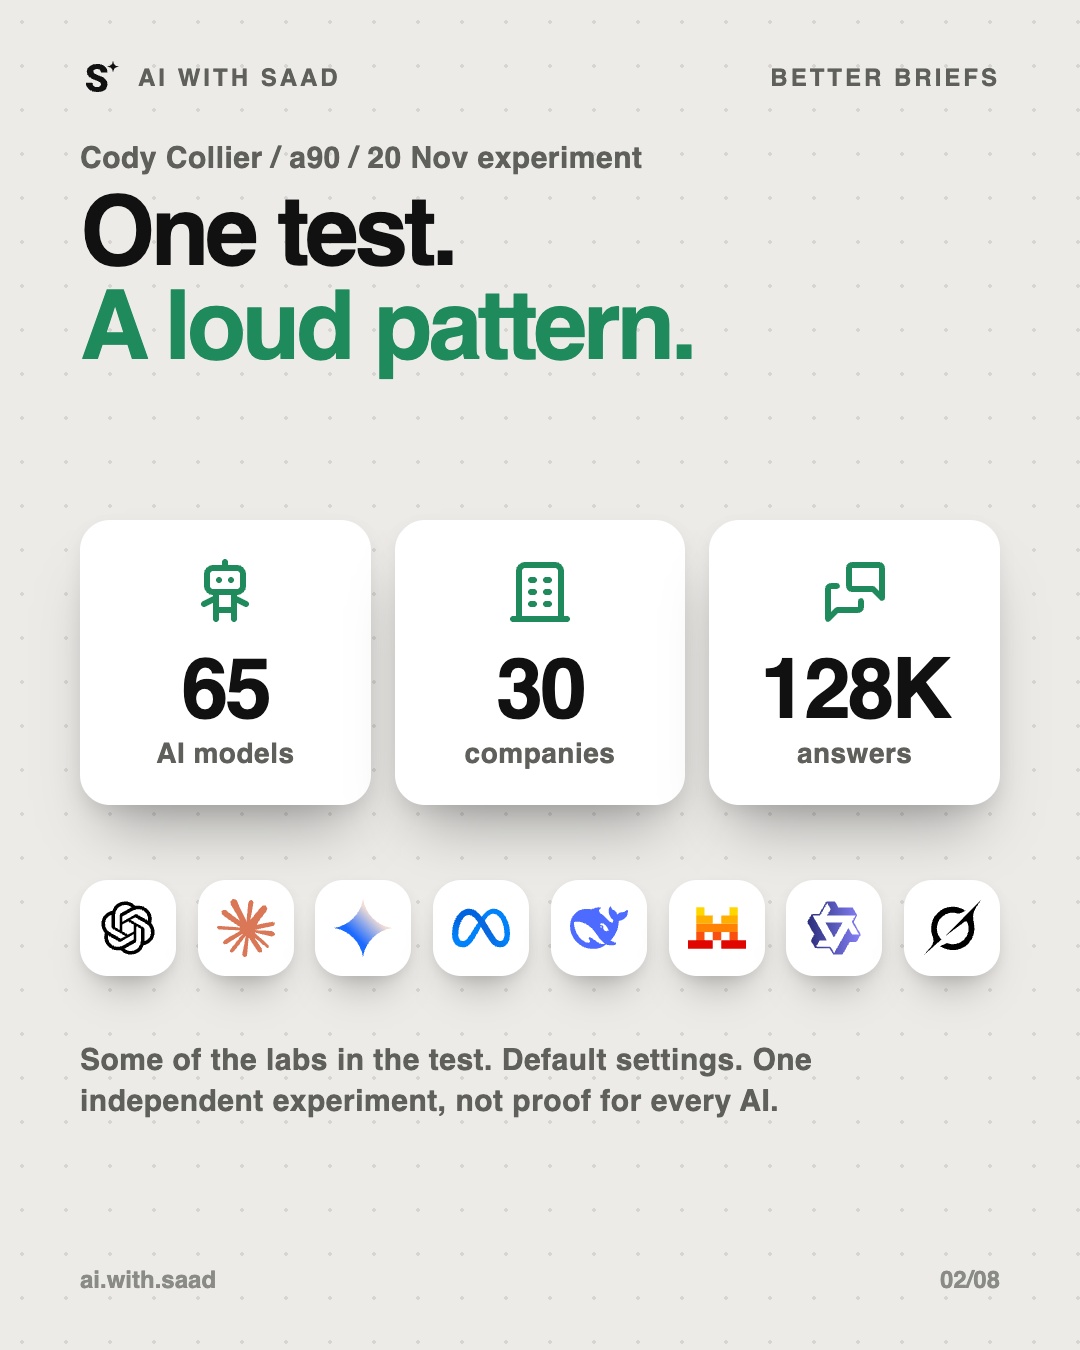 S AI WITH SAAD
BETTER BRIEFS
Cody Collier / a90 / 20 Nov experiment
One test.
A loud pattern.
65
AI models
30
companies
128K
answers
Some of the labs in the test. Default settings. One
independent experiment, not proof for every AI.
ai.with.saad
02/08